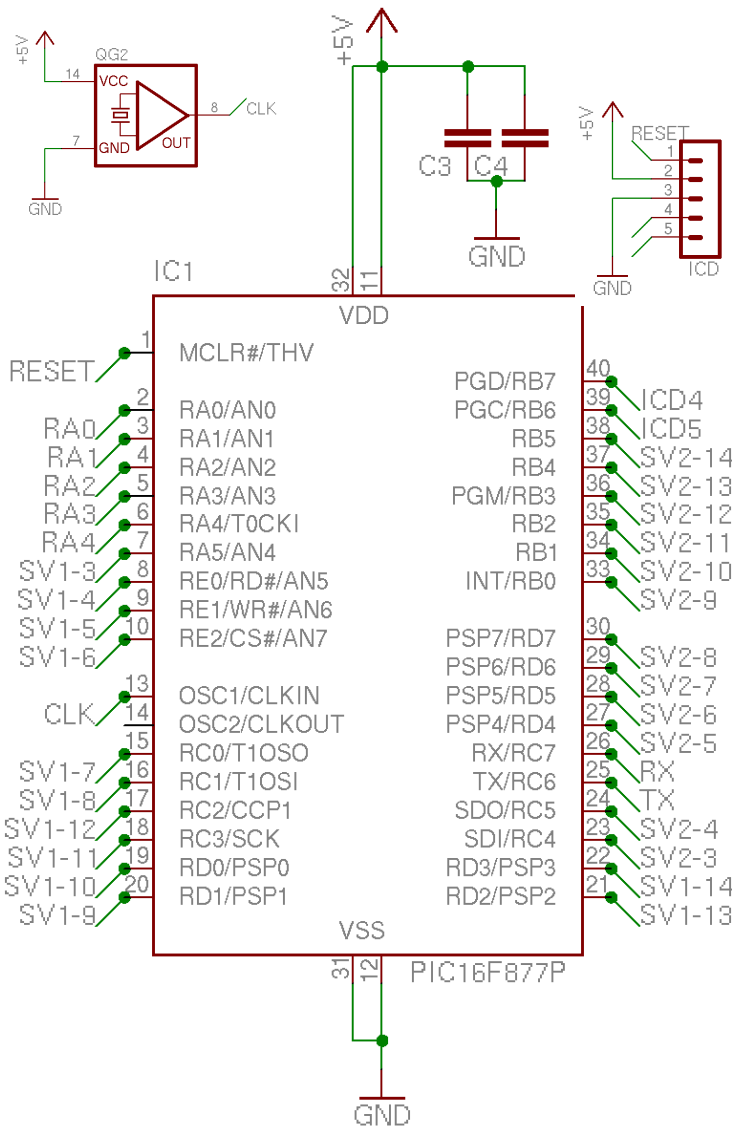 +5V
QG2
14
VCC
8
CLK
7
GND
OUT
GND
+5V
C3
C4
GND
+5V
RESET
1
2
3
4
5
ICD
GND
IC1
32
11
VDD
1
MCLR#/THV
RESET
2
RA0/AN0
RA0
3
RA1/AN1
RA1
4
RA2/AN2
RA2
5
RA3/AN3
RA3
6
RA4/T0CKI
RA4
7
RA5/AN4
SV1-3
8
RE0/RD#/AN5
SV1-4
9
RE1/WR#/AN6
SV1-5
10
RE2/CS#/AN7
SV1-6
13
OSC1/CLKIN
CLK
14
OSC2/CLKOUT
15
RC0/T1OSO
SV1-7
16
RC1/T1OSI
SV1-8
17
RC2/CCP1
SV1-12
18
RC3/SCK
SV1-11
19
RD0/PSP0
SV1-10
20
RD1/PSP1
SV1-9
PGD/RB7
40
ICD4
PGC/RB6
39
ICD5
RB5
38
SV2-14
RB4
37
SV2-13
PGM/RB3
36
SV2-12
RB2
35
SV2-11
RB1
34
SV2-10
INT/RB0
33
SV2-9
PSP7/RD7
30
SV2-8
PSP6/RD6
29
SV2-7
PSP5/RD5
28
SV2-6
PSP4/RD4
27
SV2-5
RX/RC7
26
RX
TX/RC6
25
TX
SDO/RC5
24
SV2-4
SDI/RC4
23
SV2-3
RD3/PSP3
22
SV1-14
RD2/PSP2
21
SV1-13
VSS
31
12
PIC16F877P
GND